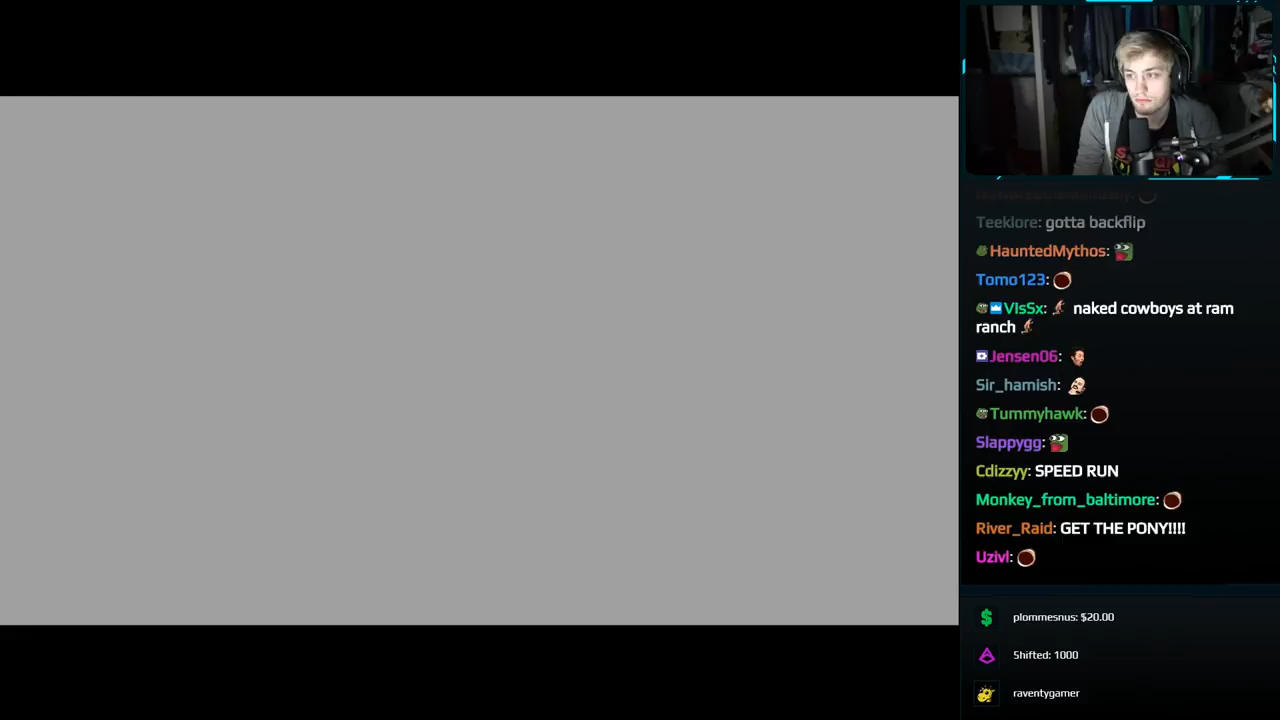 Teeklore: gotta backflip
HauntedMythos:
Tomo123:
VIsSx: naked cowboys at ram
ranch
Jensen06:
Sir_hamish:
Tummyhawk:
Slappygg:
Cdizzyy: SPEED RUN
Monkey_from_baltimore:
River_Raid: GET THE PONY!!!!
Uzivl:
plommesnus: $20.00
Shifted: 1000
raventygamer